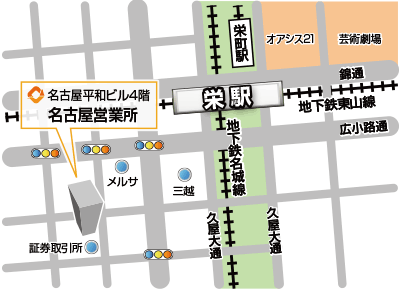 栄町駅
オアシス21
芸術劇場
錦通
名古屋平和ビル4階
名古屋営業所
栄駅
地下鉄東山線
広小路通
地下鉄名城線
メルサ
三越
久屋大通
久屋大通
証券取引所